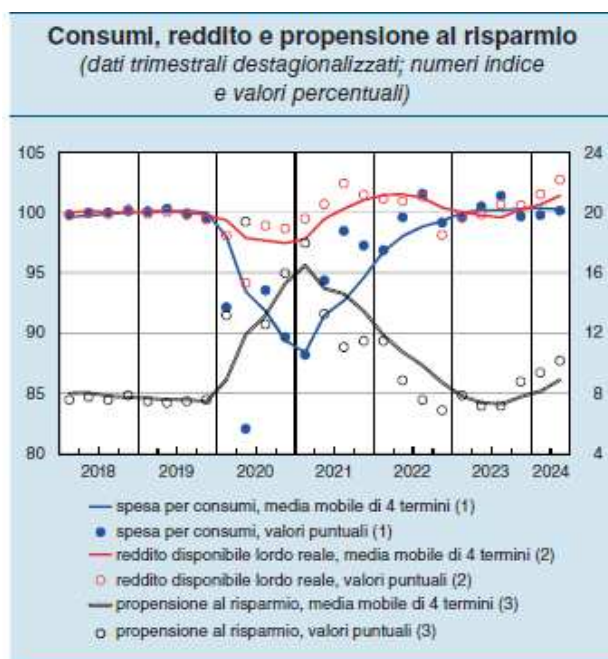 Consumi, reddito e propensione al risparmio
(dati trimestrali destagionalizzati; numeri indice
e valori percentuali)
105 24
100 20
95 16
90 12
85 8
80 4
2018 2019 2020 2021 2022 2023 2024
spesa per consumi, media mobile di 4 termini (1)
spesa per consumi, valori puntuali (1)
reddito disponibile lordo reale, media mobile di 4 termini (2)
reddito disponibile lordo reale, valori puntuali (2)
propensione al risparmio, media mobile di 4 termini (3)
propensione al risparmio, valori puntuali (3)